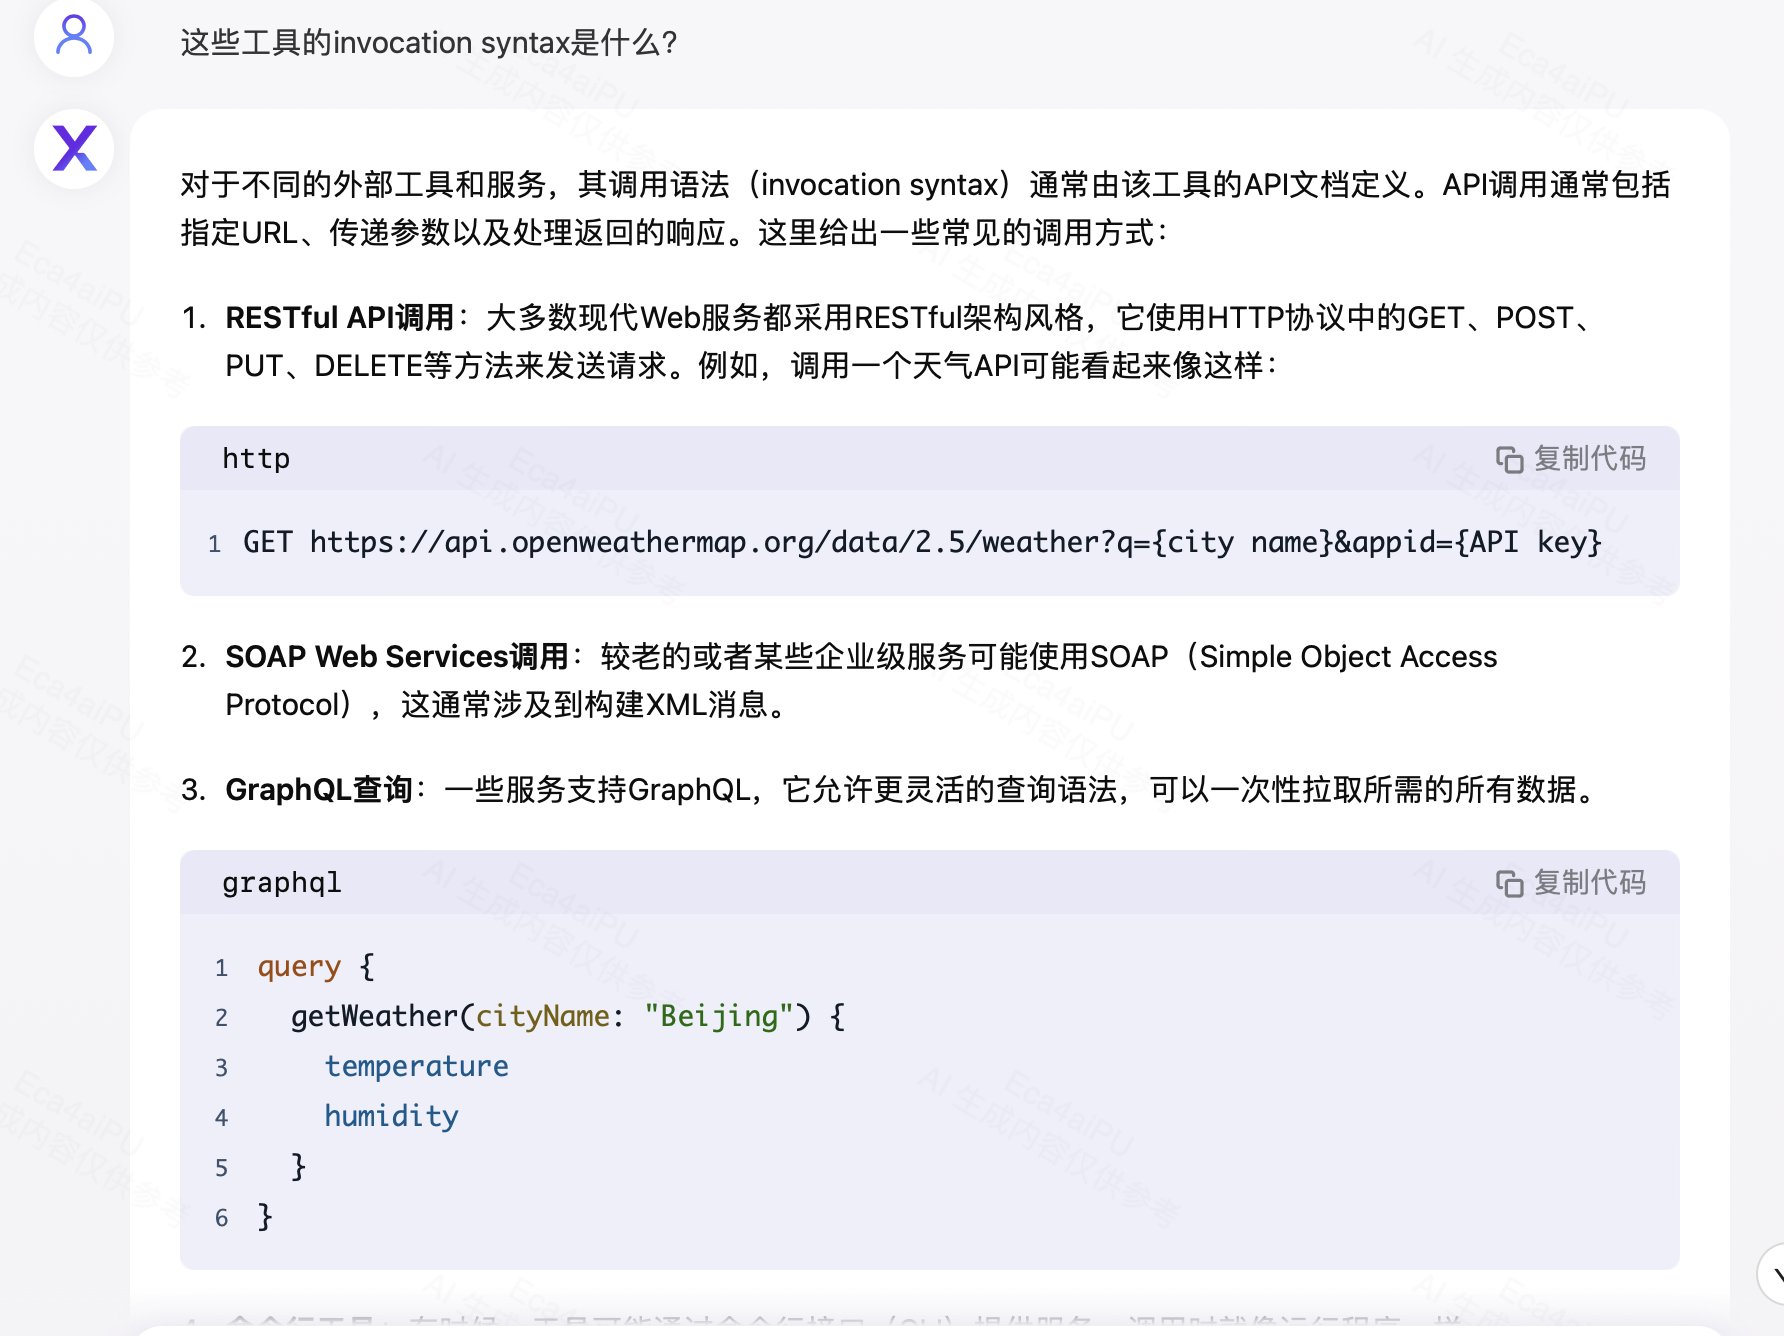 这些工具的invocation syntax是什么?
对于不同的外部工具和服务，其调用语法（invocation syntax）通常由该工具的API文档定义。API调用通常包括
指定URL、传递参数以及处理返回的响应。这里给出一些常见的调用方式：
1. RESTful API调用：大多数现代Web服务都采用RESTful架构风格，它使用HTTP协议中的GET、POST、
PUT、DELETE等方法来发送请求。例如，调用一个天气API可能看起来像这样：
http 复制代码
1 GET https://api.openweathermap.org/data/2.5/weather?q={city name}&appid={API key}
2. SOAP Web Services调用：较老的或者某些企业级服务可能使用SOAP（Simple Object Access
Protocol），这通常涉及到构建XML消息。
3. GraphQL查询：一些服务支持GraphQL，它允许更灵活的查询语法，可以一次性拉取所需的所有数据。
graphql 复制代码
1 query {
2 getWeather(cityName: "Beijing") {
3 temperature
4 humidity
5 }
6 }